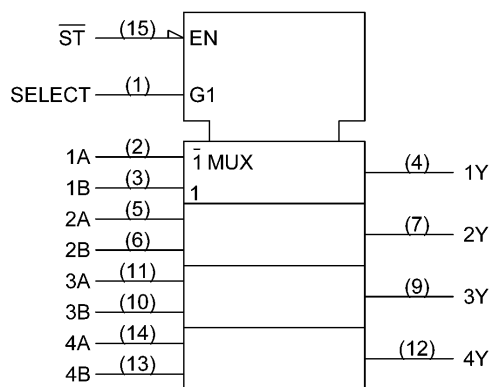 S̅T̅ (15) EN
SELECT (1) G1
1A (2) 1̅ MUX (4) 1Y
1B (3) 1
2A (5) (7) 2Y
2B (6)
3A (11) (9) 3Y
3B (10)
4A (14) (12) 4Y
4B (13)